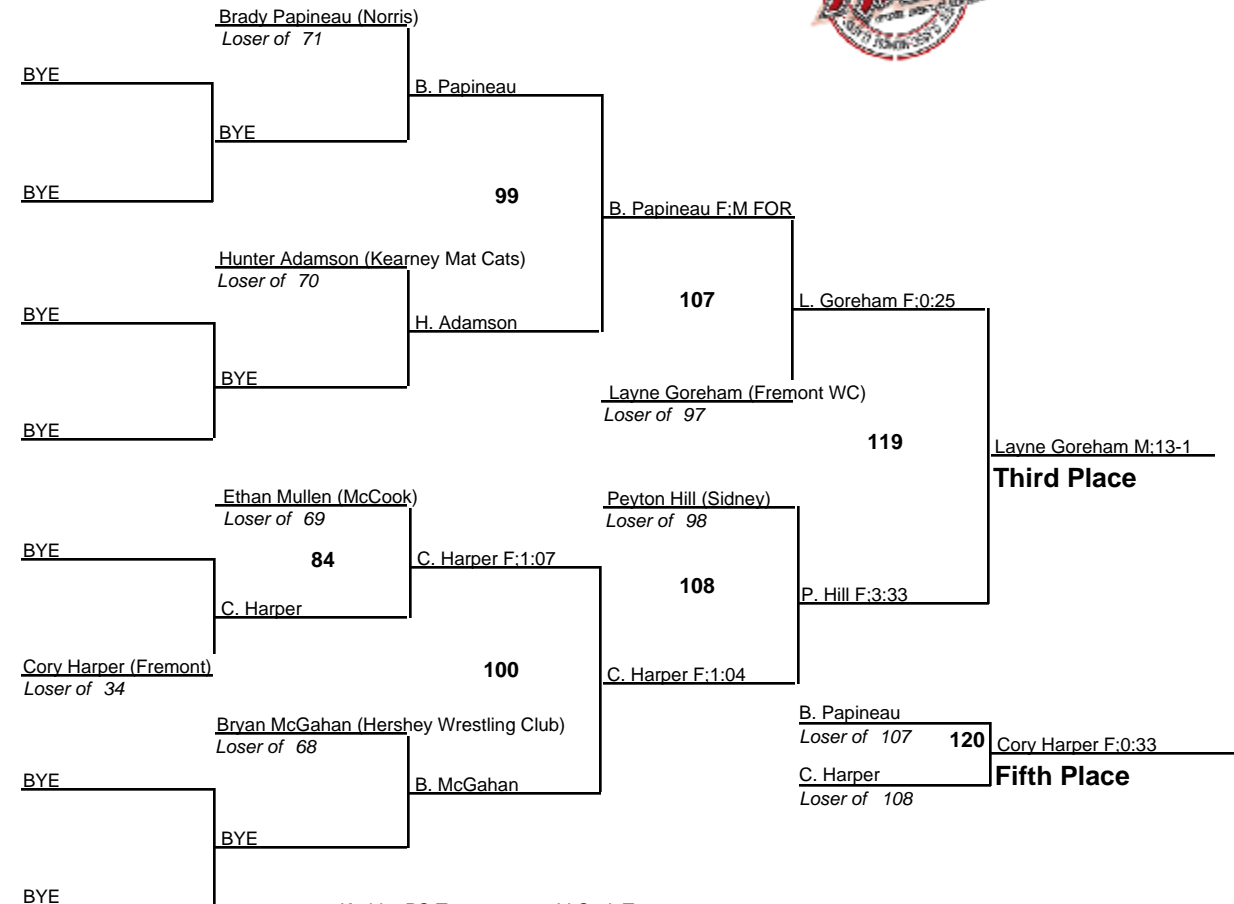 Brady Papineau (Norris)
Loser of 71
BYE
B. Papineau
BYE
BYE
99
B. Papineau F;M FOR
Hunter Adamson (Kearney Mat Cats)
Loser of 70
107
L. Goreham F;0:25
BYE
H. Adamson
BYE
Layne Goreham (Fremont WC)
Loser of 97
BYE
119
Layne Goreham M;13-1
Third Place
Ethan Mullen (McCook)
Loser of 69
Peyton Hill (Sidney)
Loser of 98
BYE
84
C. Harper F;1:07
108
P. Hill F;3:33
C. Harper
Cory Harper (Fremont)
Loser of 34
100
C. Harper F;1:04
Bryan McGahan (Hershey Wrestling Club)
Loser of 68
B. Papineau
Loser of 107
120
Cory Harper F;0:33
Fifth Place
C. Harper
Loser of 108
BYE
B. McGahan
BYE
BYE